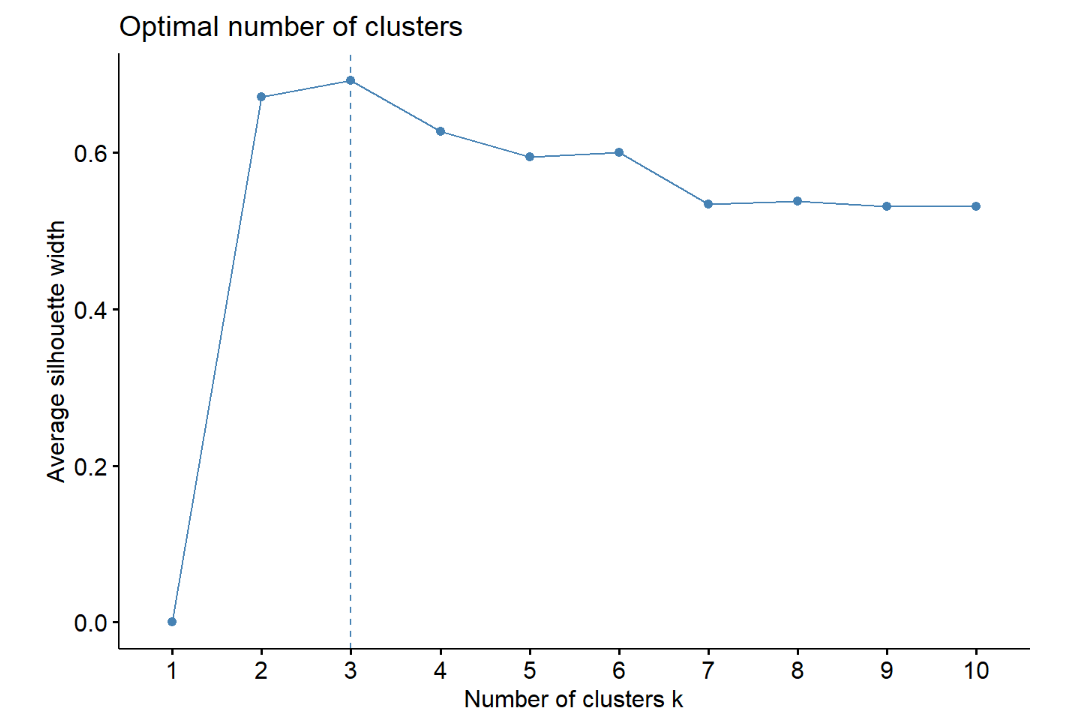 Optimal number of clusters
Average silhouette width
0.6
0.4
0.2
0.0
1 2 3 4 5 6 7 8 9 10
Number of clusters k